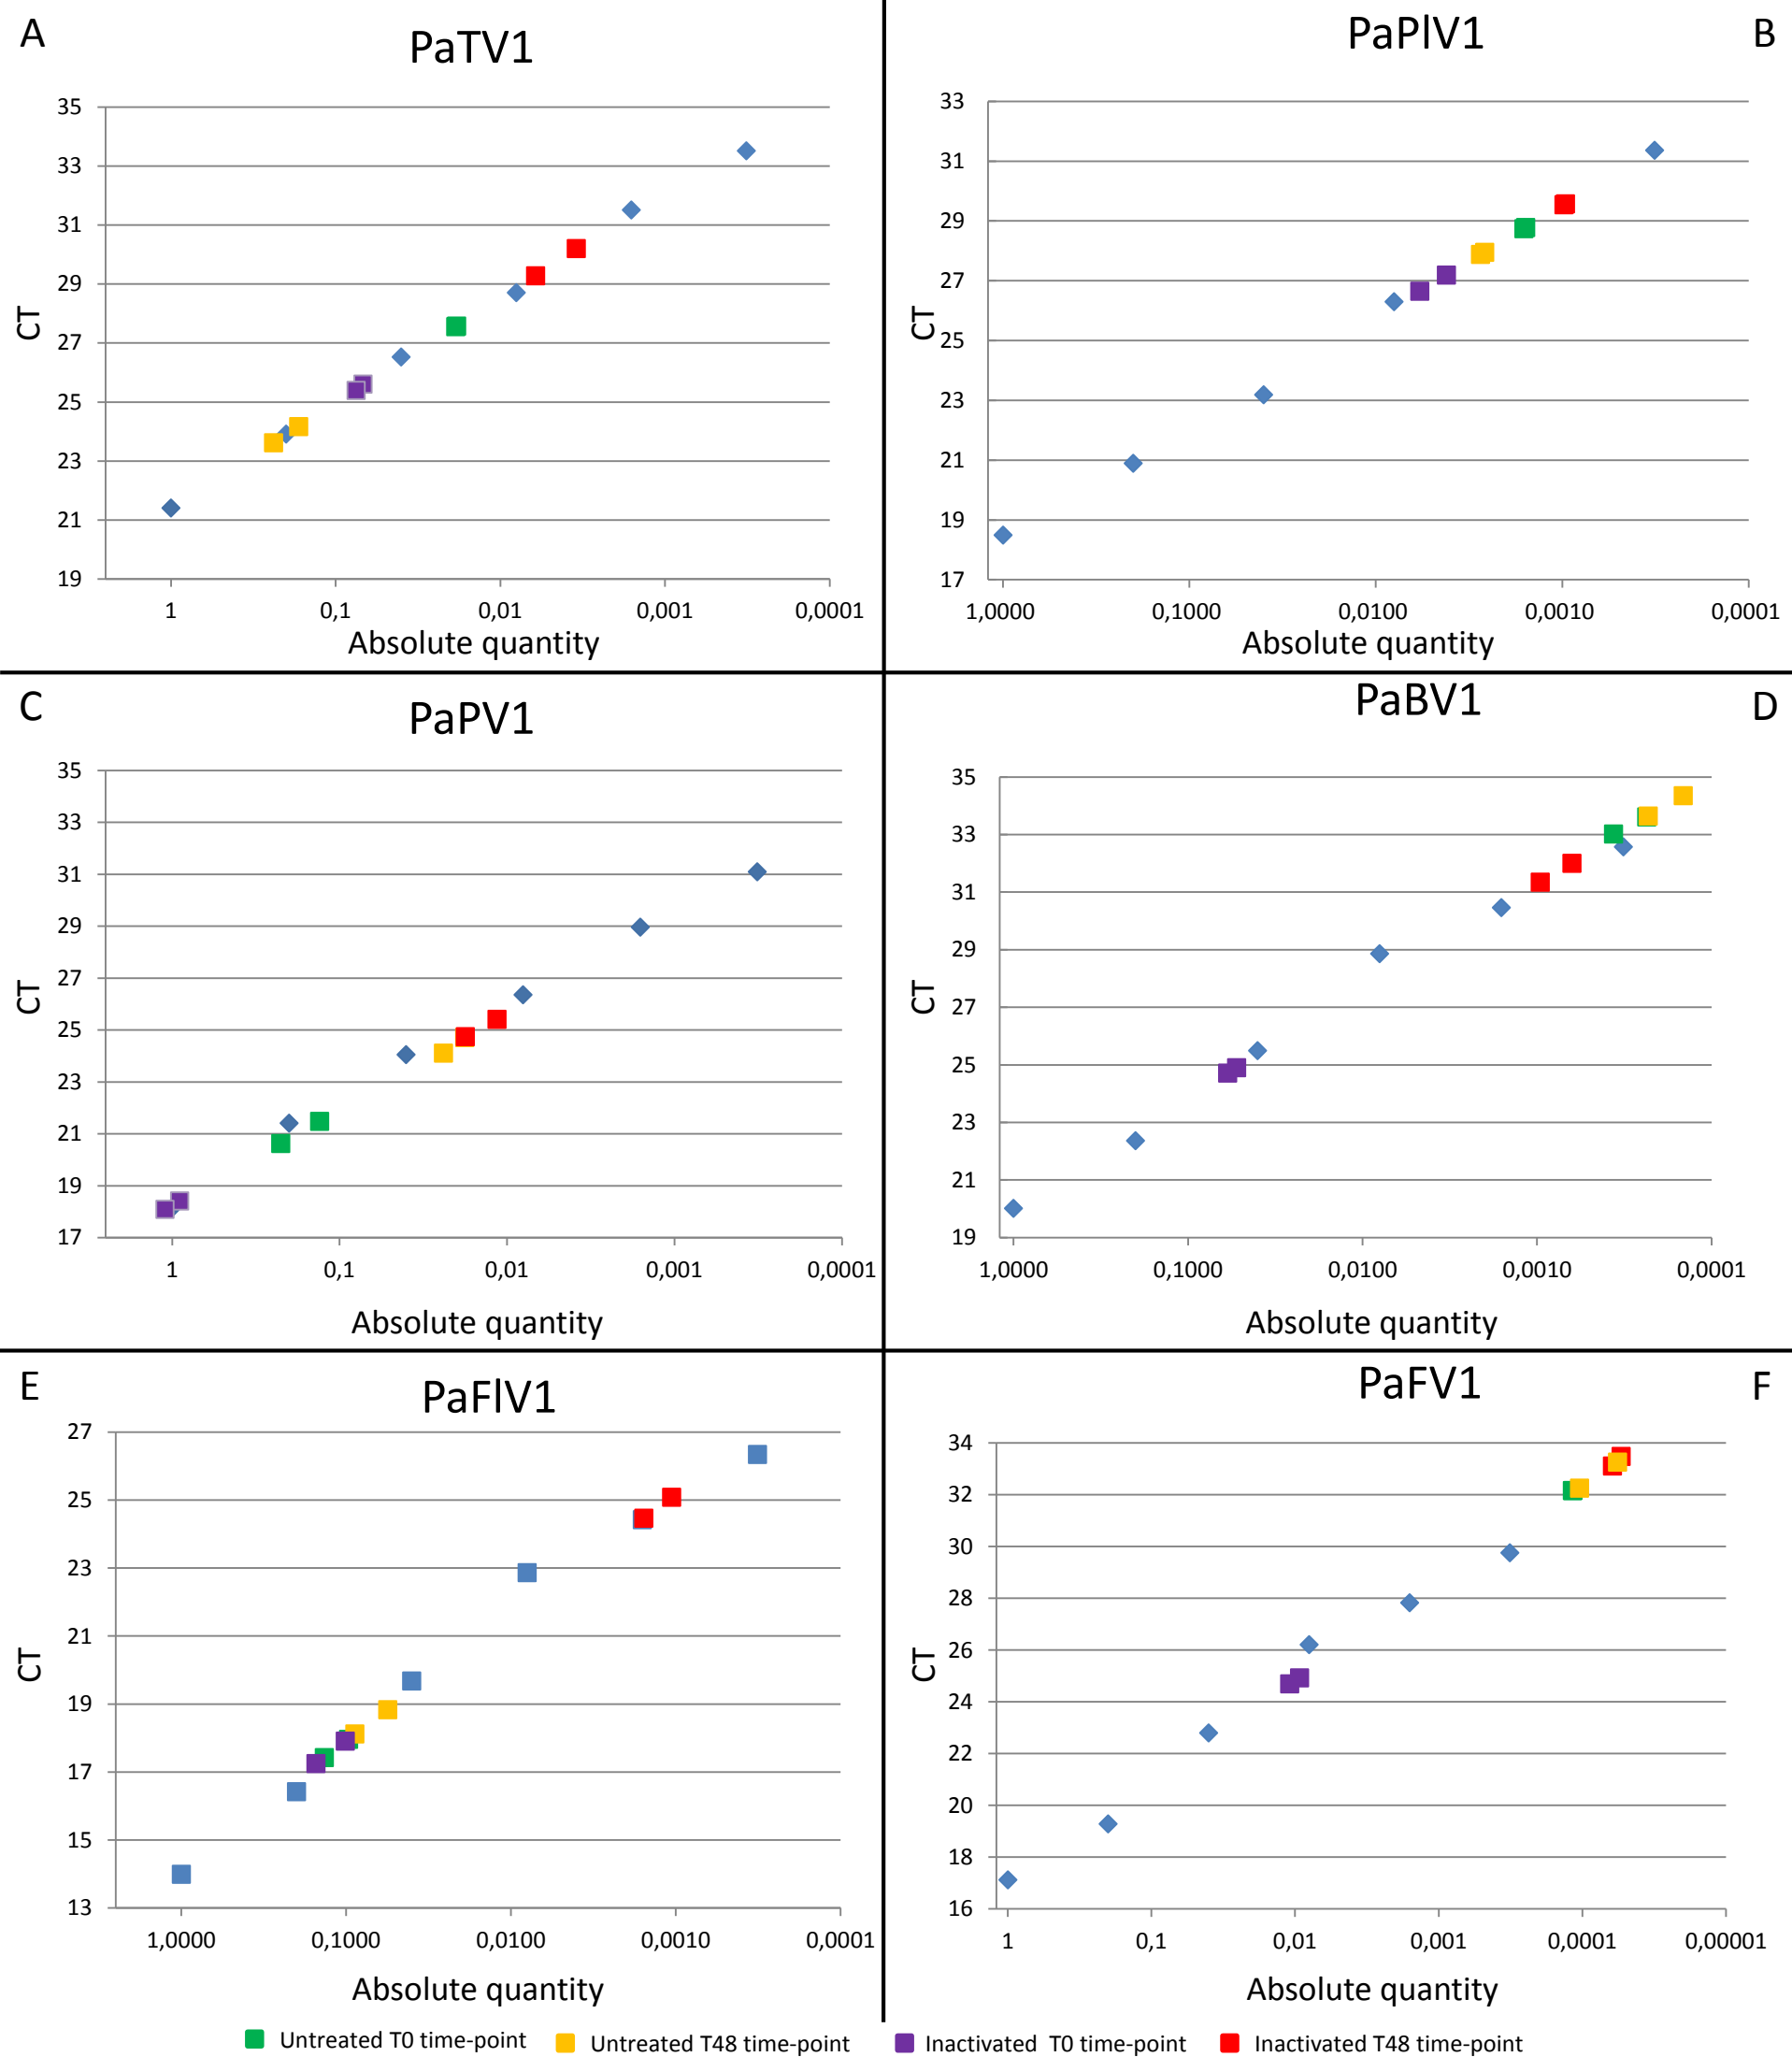 A
PaTV1
35
33
31
29
27
25
23
21
19
CT
1 0,1 0,01 0,001 0,0001
Absolute quantity
PaPlV1
B
33
31
29
27
25
23
21
19
17
CT
1,0000 0,1000 0,0100 0,0010 0,0001
Absolute quantity
C
PaPV1
35
33
31
29
27
25
23
21
19
17
CT
1 0,1 0,01 0,001 0,0001
Absolute quantity
PaBV1
D
35
33
31
29
27
25
23
21
19
CT
1,0000 0,1000 0,0100 0,0010 0,0001
Absolute quantity
E
PaFlV1
27
25
23
21
19
17
15
13
CT
1,0000 0,1000 0,0100 0,0010 0,0001
Absolute quantity
PaFV1
F
34
32
30
28
26
24
22
20
18
16
CT
1 0,1 0,01 0,001 0,0001 0,00001
Absolute quantity
Untreated T0 time-point Untreated T48 time-point Inactivated T0 time-point Inactivated T48 time-point